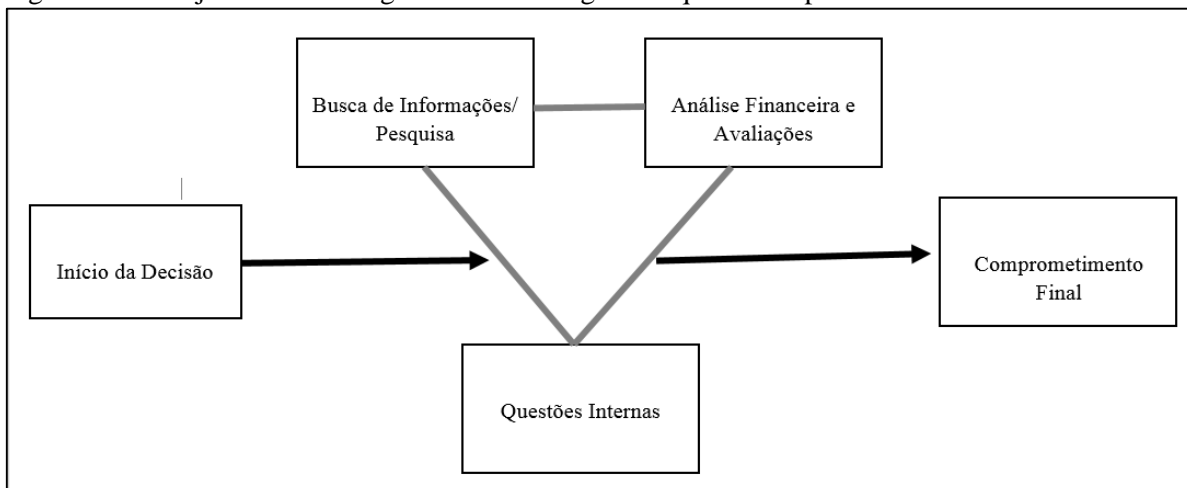 Busca de Informações/
Pesquisa
Análise Financeira e
Avaliações
Início da Decisão
Comprometimento
Final
Questões Internas